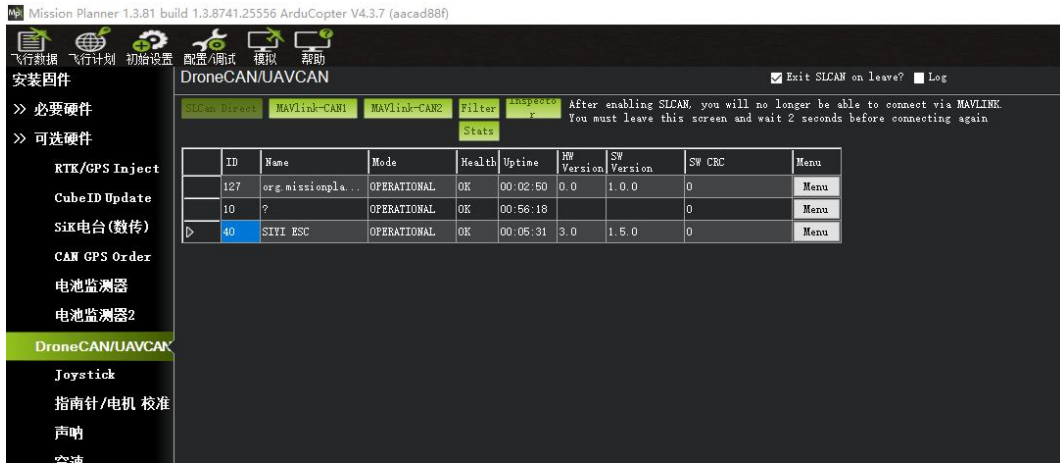 Mission Planner 1.3.81 build 1.3.8741.25556 ArduCopter V4.3.7 (aacad88f)
飞行数据 飞行计划 初始设置 配置/调试 模拟 帮助
安装固件
>> 必要硬件
>> 可选硬件
RTK/GPS Inject
CubeID Update
SiK电台(数传)
CAN GPS Order
电池监测器
电池监测器2
DroneCAN/UAVCAN
Joystick
指南针/电机 校准
声呐
空速
DroneCAN/UAVCAN
Exit SLCAN on leave? Log
SLCan Direct MAVlink-CAN1 MAVlink-CAN2 Filter Inspector
Stats
After enabling SLCAN, you will no longer be able to connect via MAVLINK.
You must leave this screen and wait 2 seconds before connecting again
ID Name Mode Health Uptime HW Version SW Version SW CRC Menu
127 org.missionpla... OPERATIONAL OK 00:02:50 0.0 1.0.0 0 Menu
10 ? OPERATIONAL OK 00:56:18 0 Menu
40 SIYI ESC OPERATIONAL OK 00:05:31 3.0 1.5.0 0 Menu